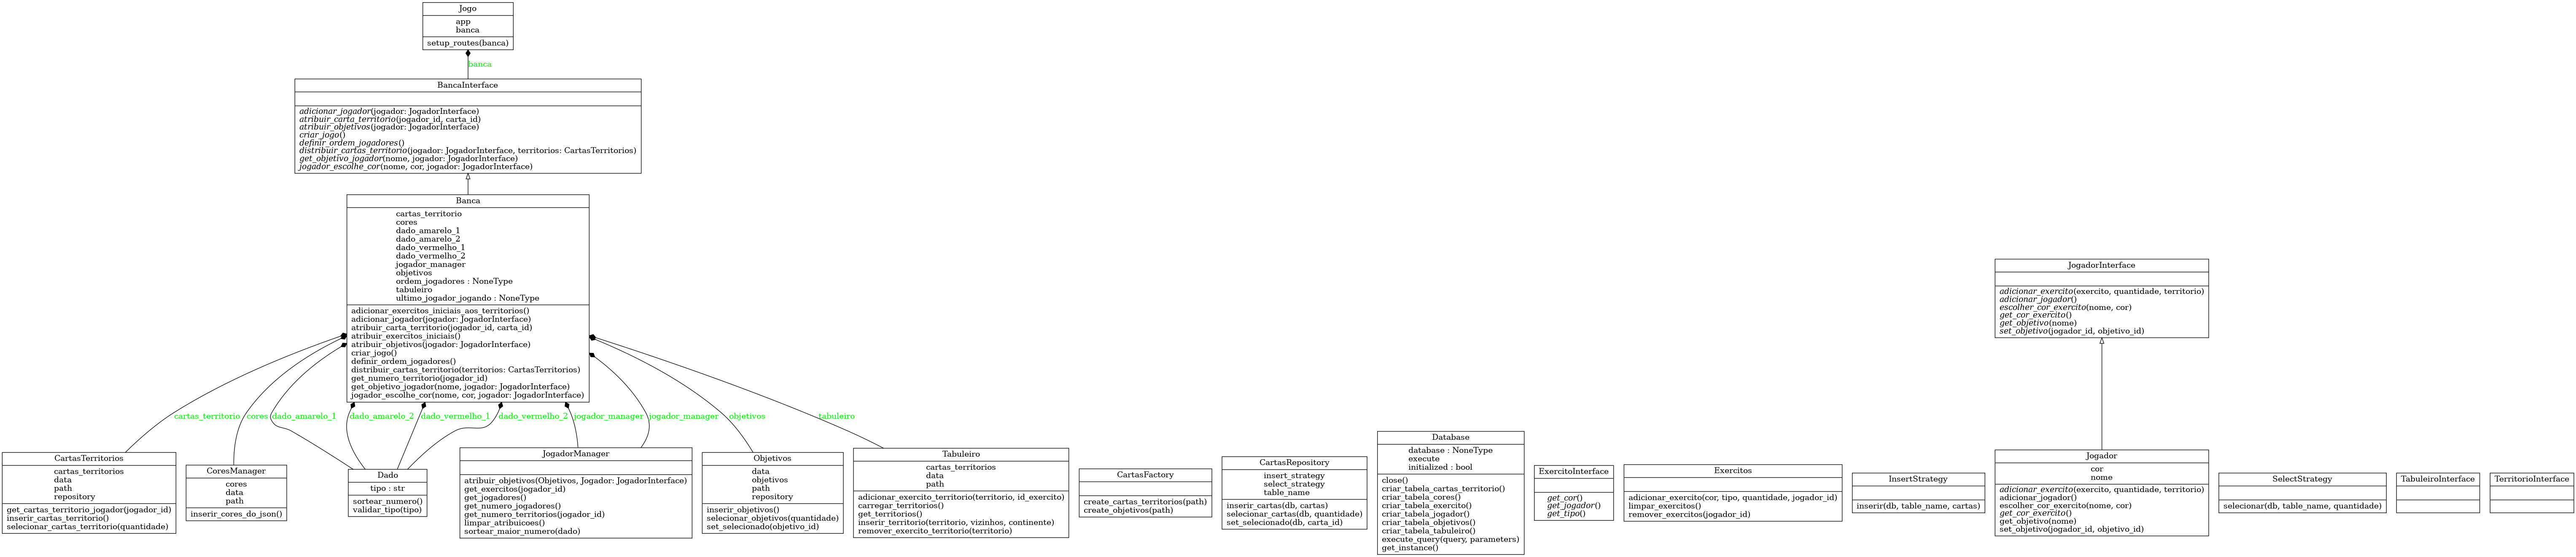 Jogo
app
banca
setup_routes(banca)
banca
BancaInterface
adicionar_jogador(jogador: JogadorInterface)
atribuir_carta_territorio(jogador_id, carta_id)
atribuir_objetivos(jogador: JogadorInterface)
criar_jogo()
definir_ordem_jogadores()
distribuir_cartas_territorio(jogador: JogadorInterface, territorios: CartasTerritorios)
get_objetivo_jogador(nome, jogador: JogadorInterface)
jogador_escolhe_cor(nome, cor, jogador: JogadorInterface)
Banca
cartas_territorio
cores
dado_amarelo_1
dado_amarelo_2
dado_vermelho_1
dado_vermelho_2
jogador_manager
objetivos
ordem_jogadores : NoneType
tabuleiro
ultimo_jogador_jogando : NoneType
adicionar_exercitos_iniciais_aos_territorios()
adicionar_jogador(jogador: JogadorInterface)
atribuir_carta_territorio(jogador_id, carta_id)
atribuir_exercitos_iniciais()
atribuir_objetivos(jogador: JogadorInterface)
criar_jogo()
definir_ordem_jogadores()
distribuir_cartas_territorio(territorios: CartasTerritorios)
get_numero_territorio(jogador_id)
get_objetivo_jogador(nome, jogador: JogadorInterface)
jogador_escolhe_cor(nome, cor, jogador: JogadorInterface)
JogadorInterface
adicionar_exercito(exercito, quantidade, territorio)
adicionar_jogador()
escolher_cor_exercito(nome, cor)
get_cor_exercito()
get_objetivo(nome)
set_objetivo(jogador_id, objetivo_id)
cartas_territorio
cores
dado_amarelo_1
dado_amarelo_2
dado_vermelho_1
dado_vermelho_2
jogador_manager
jogador_manager
objetivos
tabuleiro
CartasTerritorios
cartas_territorios
data
path
repository
get_cartas_territorio_jogador(jogador_id)
inserir_cartas_territorio()
selecionar_cartas_territorio(quantidade)
CoresManager
cores
data
path
inserir_cores_do_json()
Dado
tipo : str
sortear_numero()
validar_tipo(tipo)
JogadorManager
atribuir_objetivos(Objetivos, Jogador: JogadorInterface)
get_exercitos(jogador_id)
get_jogadores()
get_numero_jogadores()
get_numero_territorios(jogador_id)
limpar_atribuicoes()
sortear_maior_numero(dado)
Objetivos
data
objetivos
path
repository
inserir_objetivos()
selecionar_objetivos(quantidade)
set_selecionado(objetivo_id)
Tabuleiro
cartas_territorios
data
path
adicionar_exercito_territorio(territorio, id_exercito)
carregar_territorios()
get_territorios()
inserir_territorio(territorio, vizinhos, continente)
remover_exercito_territorio(territorio)
CartasFactory
create_cartas_territorios(path)
create_objetivos(path)
CartasRepository
insert_strategy
select_strategy
table_name
inserir_cartas(db, cartas)
selecionar_cartas(db, quantidade)
set_selecionado(db, carta_id)
Database
database : NoneType
execute
initialized : bool
close()
criar_tabela_cartas_territorio()
criar_tabela_cores()
criar_tabela_exercito()
criar_tabela_jogador()
criar_tabela_objetivos()
criar_tabela_tabuleiro()
execute_query(query, parameters)
get_instance()
ExercitoInterface
get_cor()
get_jogador()
get_tipo()
Exercitos
adicionar_exercito(cor, tipo, quantidade, jogador_id)
limpar_exercitos()
remover_exercitos(jogador_id)
InsertStrategy
inserir(db, table_name, cartas)
Jogador
cor
nome
adicionar_exercito(exercito, quantidade, territorio)
adicionar_jogador()
escolher_cor_exercito(nome, cor)
get_cor_exercito()
get_objetivo(nome)
set_objetivo(jogador_id, objetivo_id)
SelectStrategy
selecionar(db, table_name, quantidade)
TabuleiroInterface
TerritorioInterface